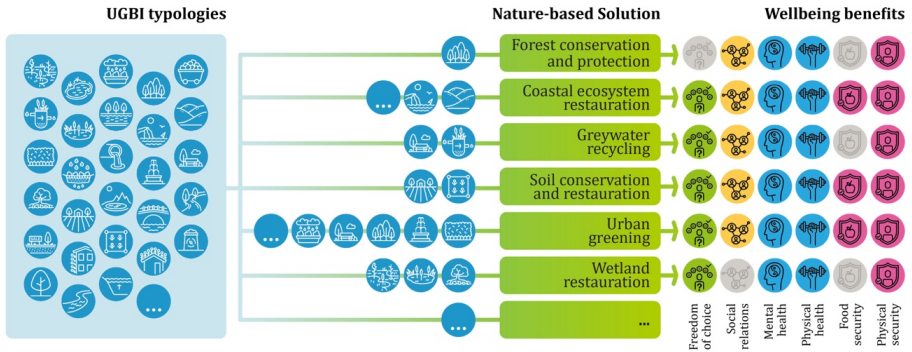 UGBI typologies
Nature-based Solution
Wellbeing benefits
Forest conservation
and protection
Coastal ecosystem
restauration
Greywater
recycling
Soil conservation
and restauration
Urban
greening
Wetland
restauration
...
Freedom
of choice
Social
relations
Mental
health
Physical
health
Food
security
Physical
security